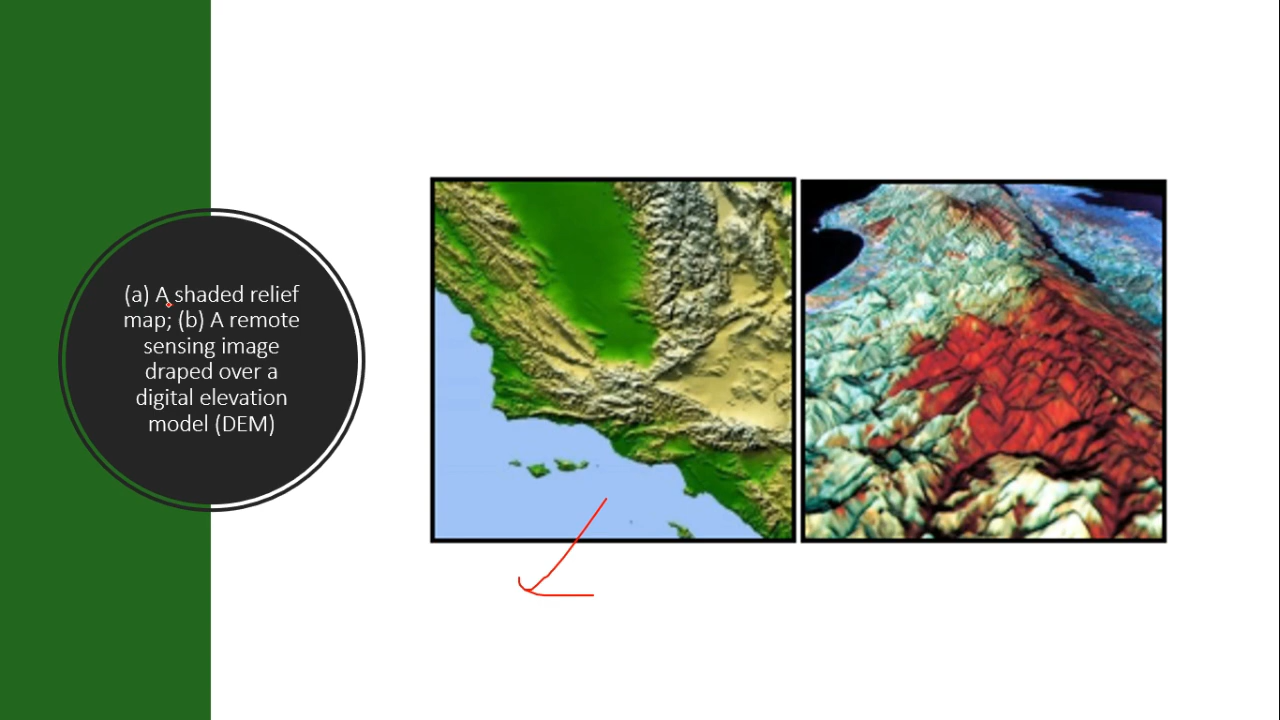 (a) A shaded relief
map; (b) A remote
sensing image
draped over a
digital elevation
model (DEM)